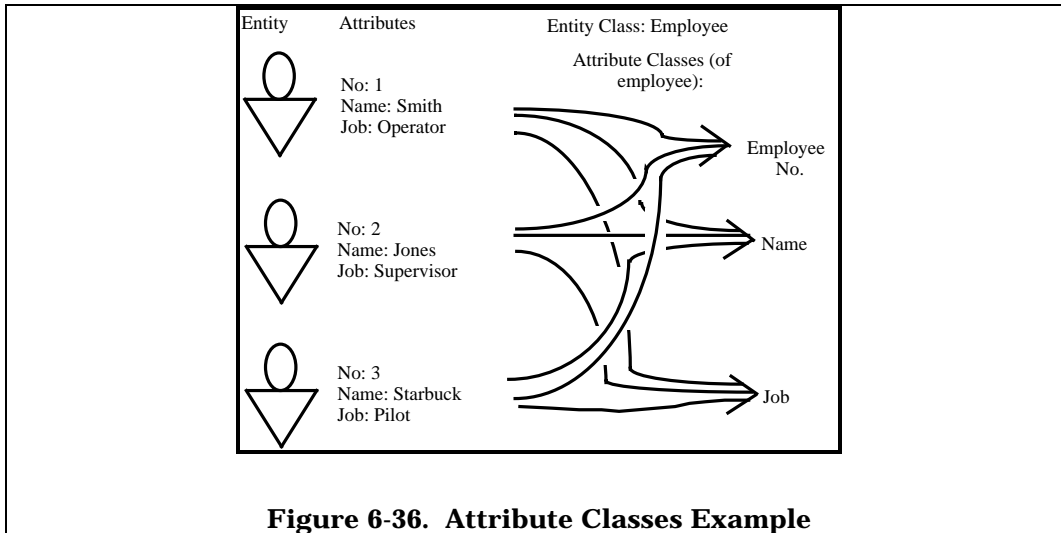 Entity
Attributes
Entity Class: Employee
Attribute Classes (of
employee):
No: 1
Name: Smith
Job: Operator
Employee
No.
No: 2
Name: Jones
Job: Supervisor
Name
No: 3
Name: Starbuck
Job: Pilot
Job
Figure 6-36. Attribute Classes Example